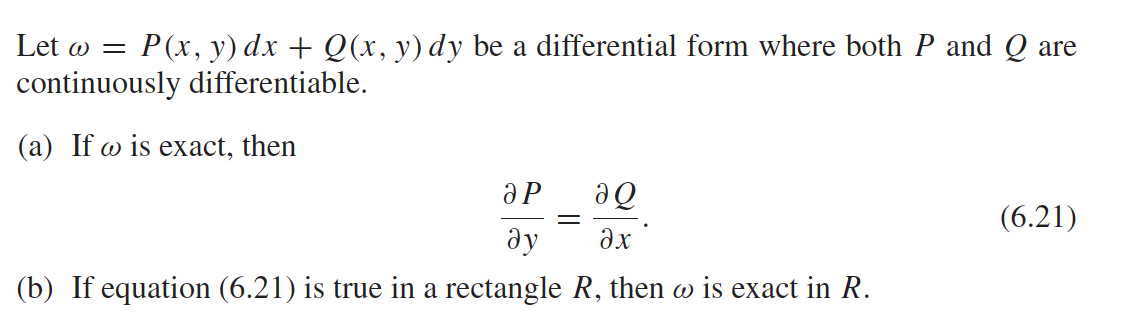 Let ω = P(x, y) dx + Q(x, y) dy be a differential form where both P and Q are
continuously differentiable.
(a) If ω is exact, then
∂P/∂y = ∂Q/∂x. (6.21)
(b) If equation (6.21) is true in a rectangle R, then ω is exact in R.